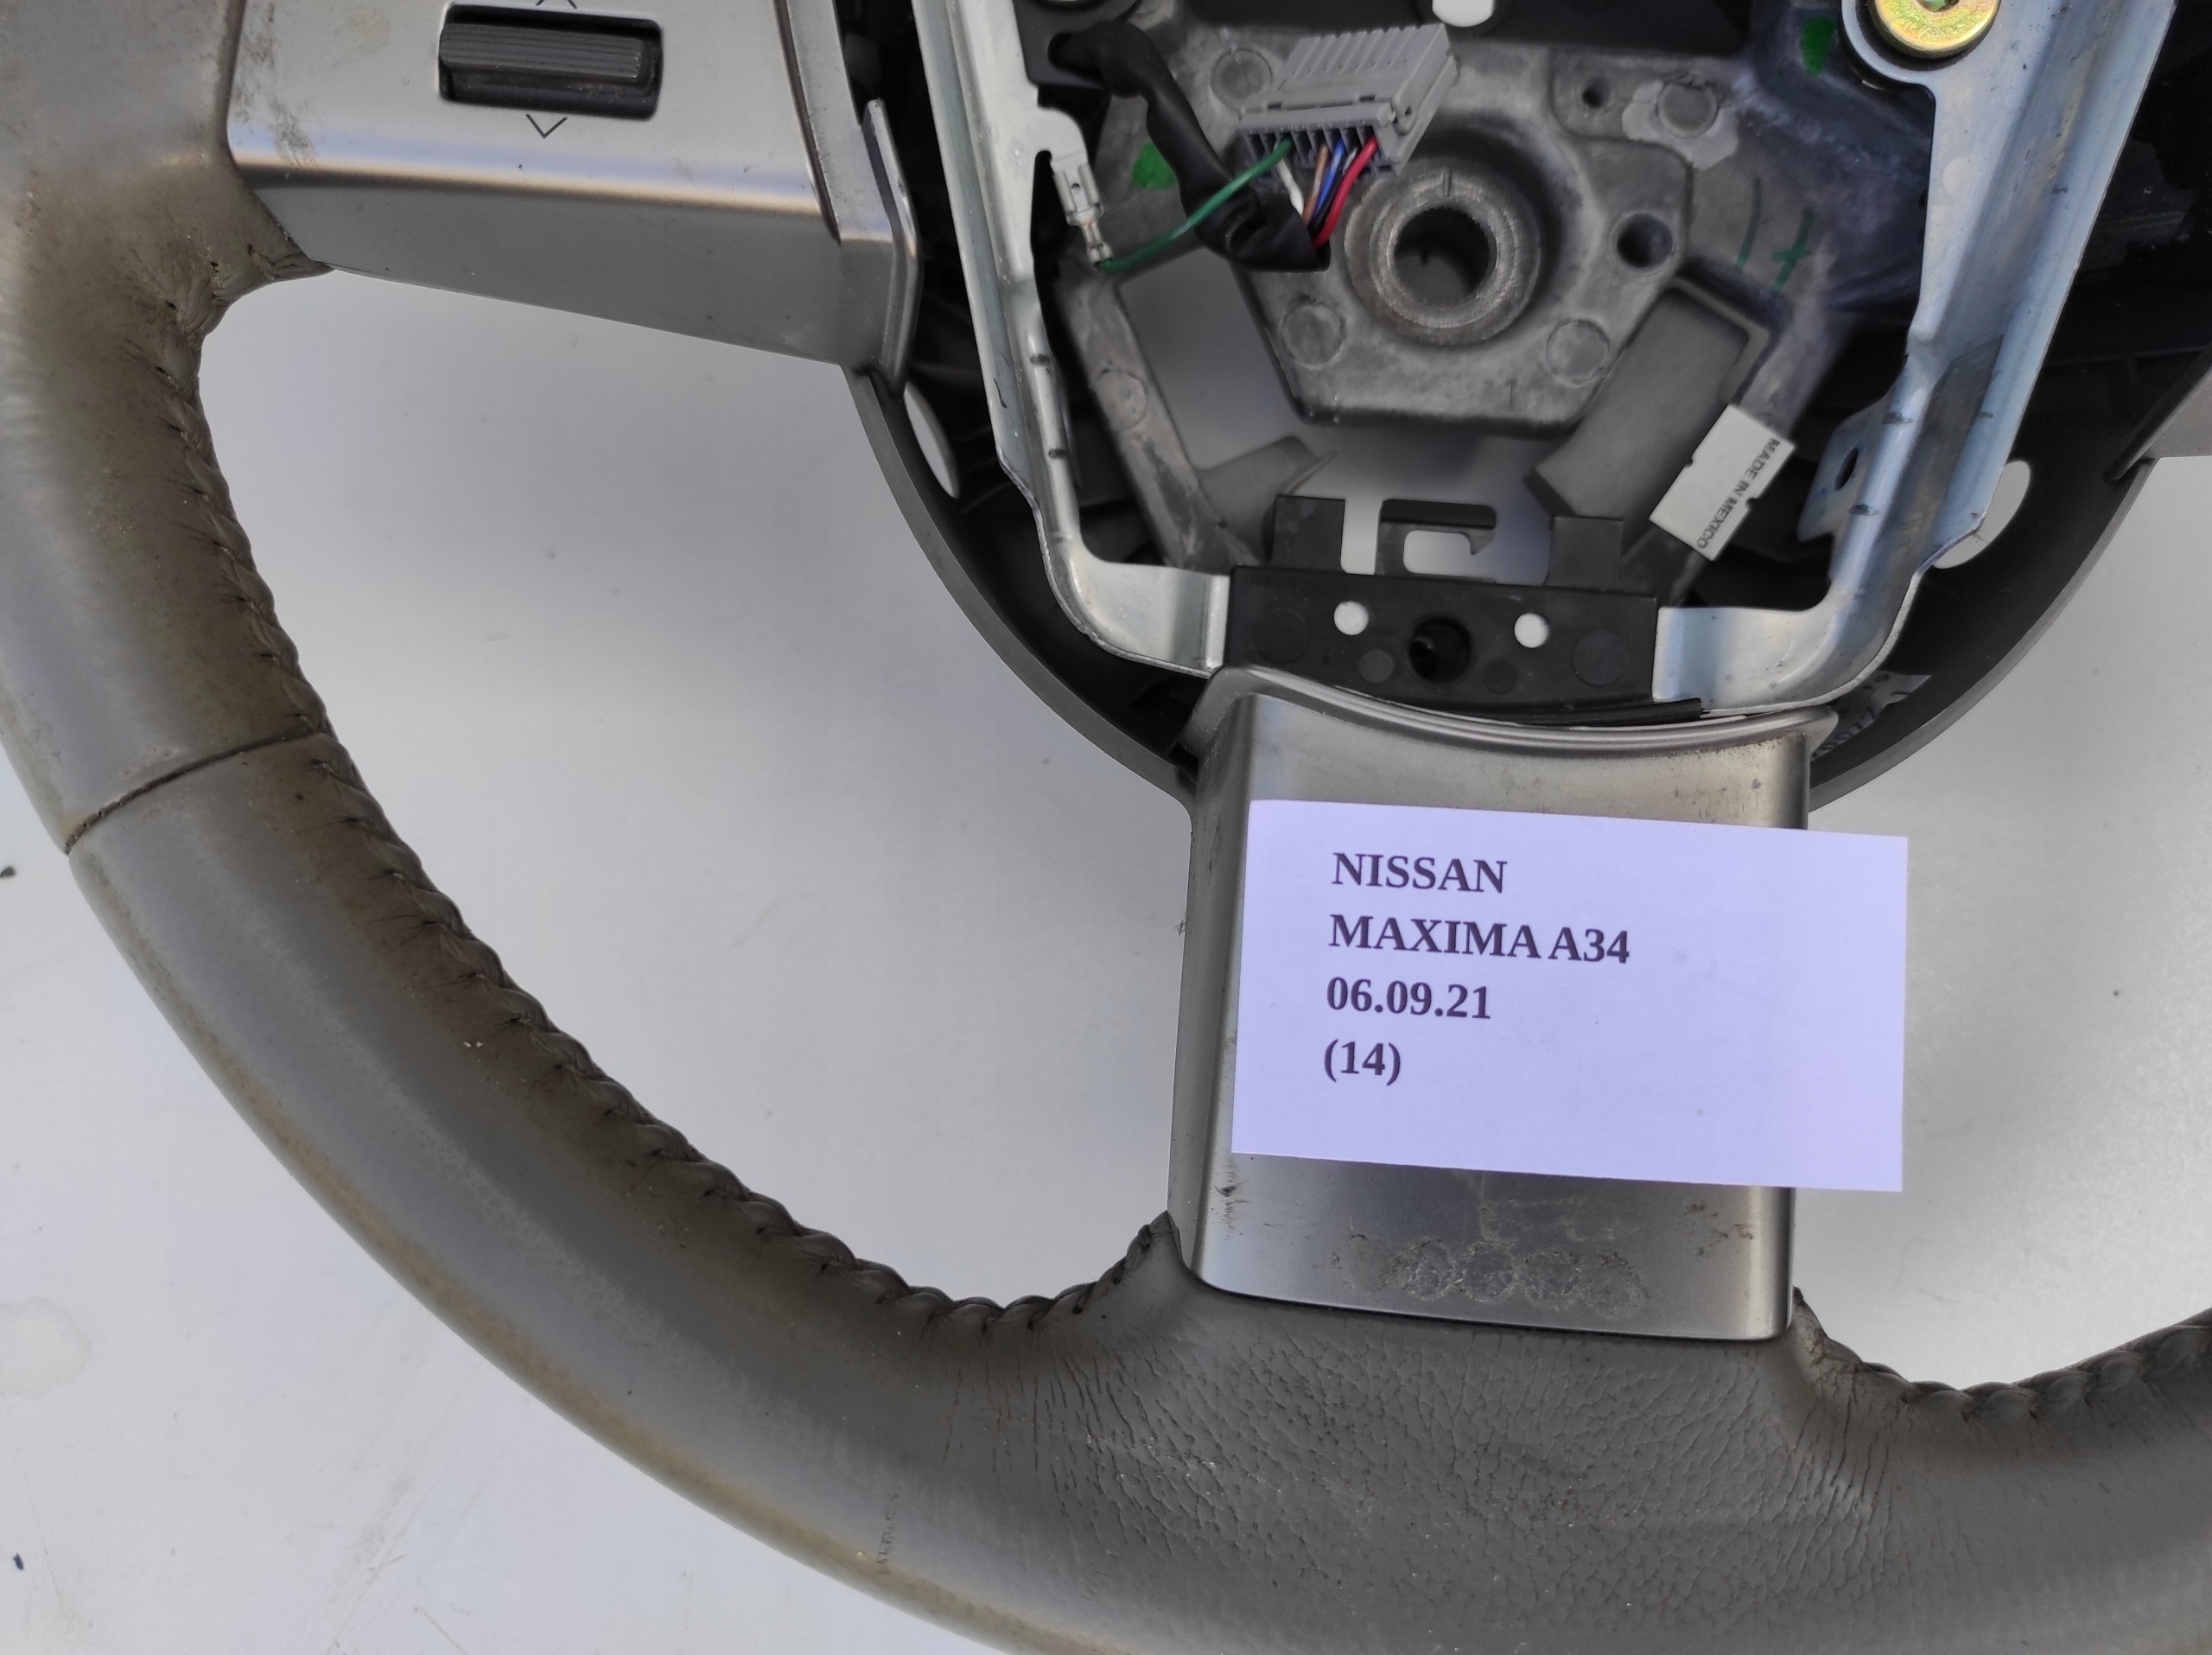 MADE IN MEXICO
NISSAN
MAXIMA A34
06.09.21
(14)